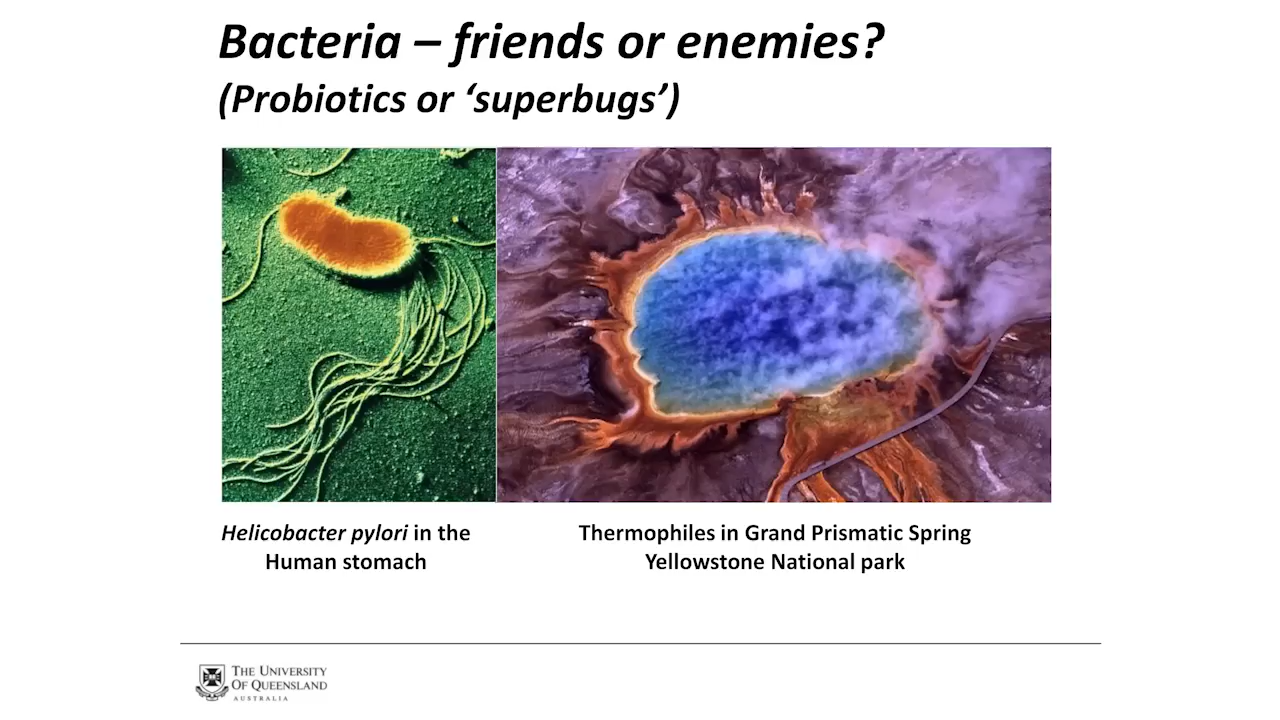 Bacteria – friends or enemies?
(Probiotics or ‘superbugs’)
Helicobacter pylori in the
Human stomach
Thermophiles in Grand Prismatic Spring
Yellowstone National park
THE UNIVERSITY
OF QUEENSLAND
AUSTRALIA